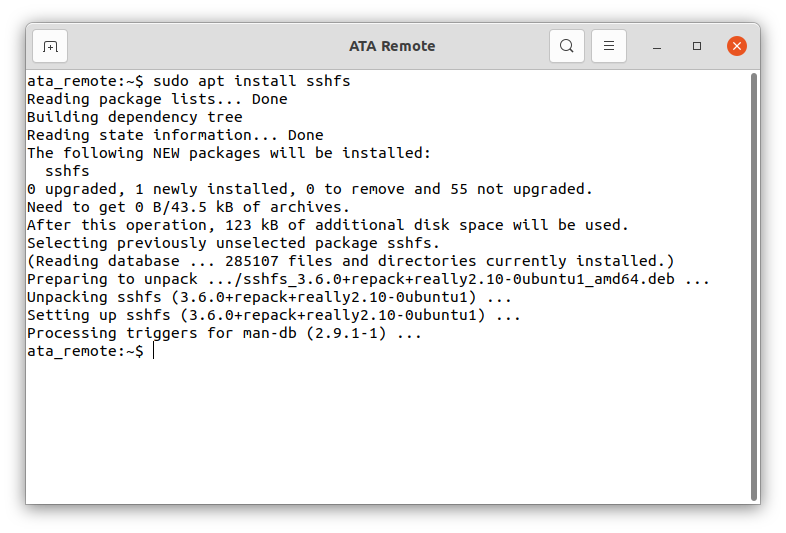 ATA Remote
ata_remote:~$ sudo apt install sshfs
Reading package lists... Done
Building dependency tree
Reading state information... Done
The following NEW packages will be installed:
  sshfs
0 upgraded, 1 newly installed, 0 to remove and 55 not upgraded.
Need to get 0 B/43.5 kB of archives.
After this operation, 123 kB of additional disk space will be used.
Selecting previously unselected package sshfs.
(Reading database ... 285107 files and directories currently installed.)
Preparing to unpack .../sshfs_3.6.0+repack+really2.10-0ubuntu1_amd64.deb ...
Unpacking sshfs (3.6.0+repack+really2.10-0ubuntu1) ...
Setting up sshfs (3.6.0+repack+really2.10-0ubuntu1) ...
Processing triggers for man-db (2.9.1-1) ...
ata_remote:~$